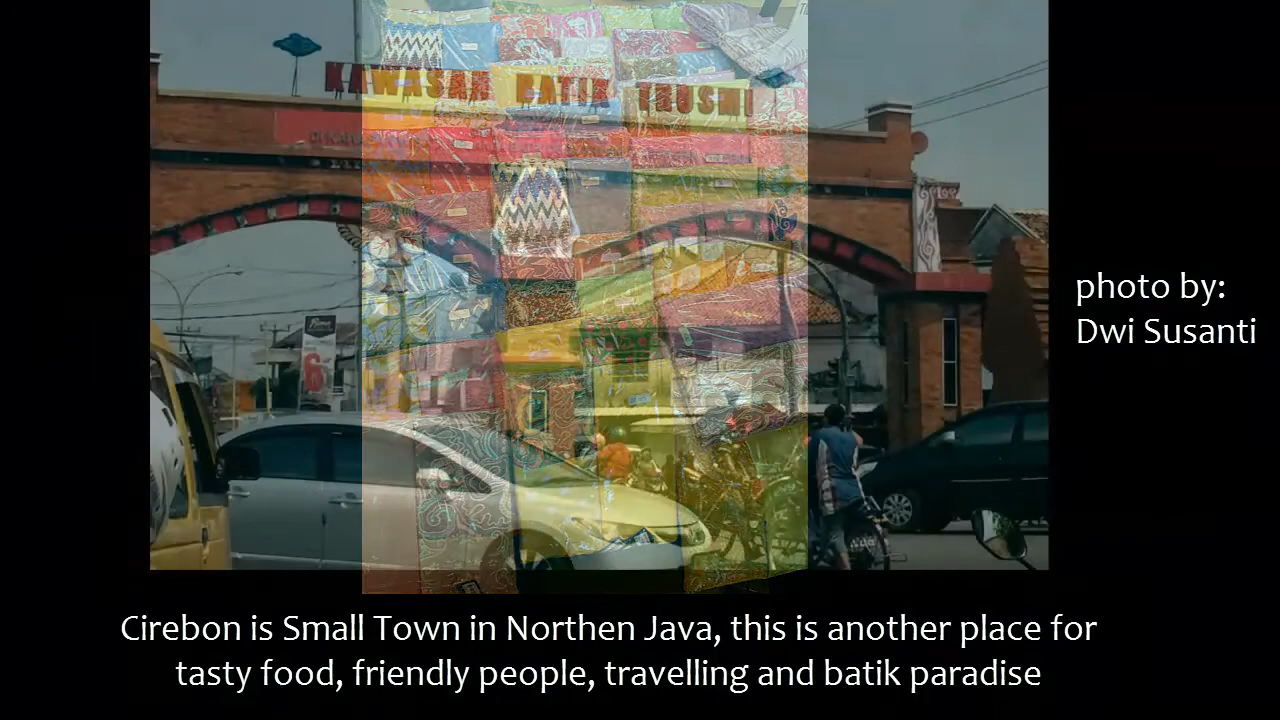 KAWASAN BATIK TRUSMI
6
photo by:
Dwi Susanti
Cirebon is Small Town in Northen Java, this is another place for
tasty food, friendly people, travelling and batik paradise